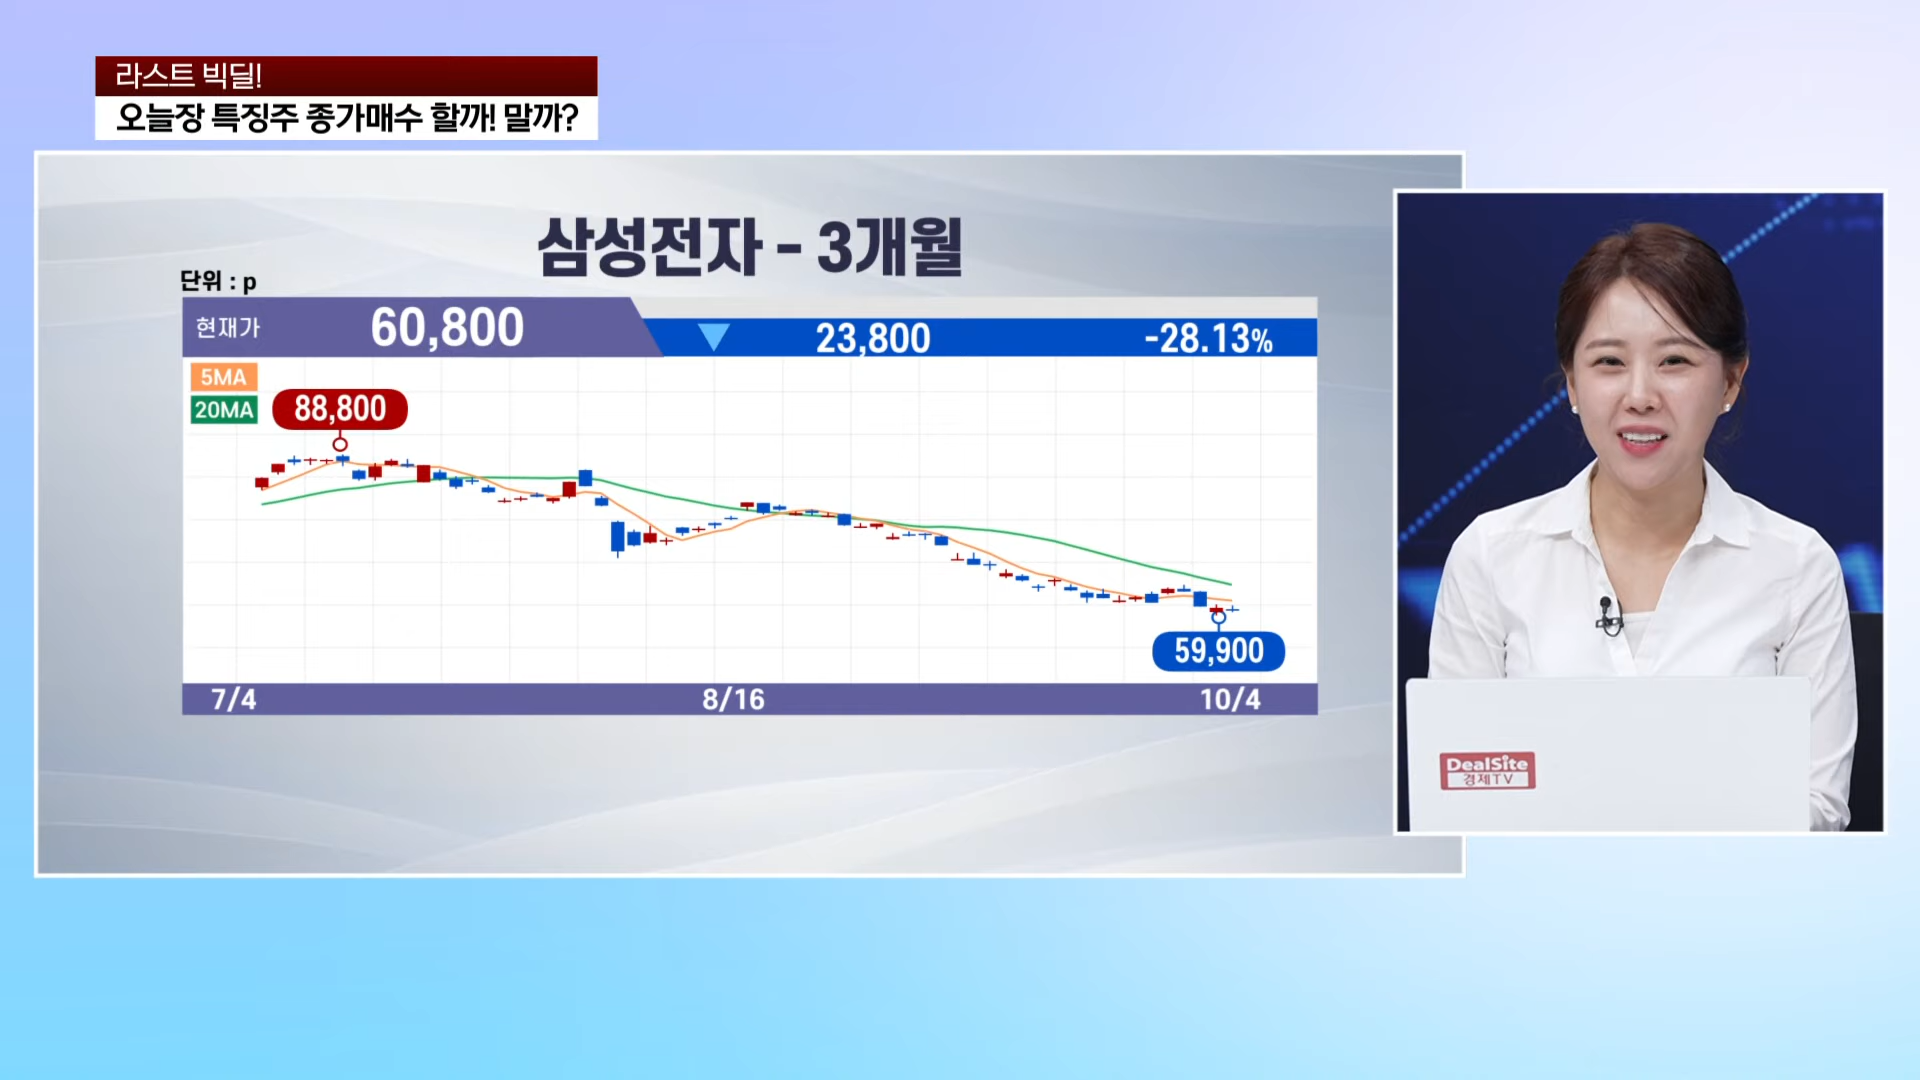 라스트 빅딜!
오늘장 특징주 종가매수 할까! 말까?
삼성전자 - 3개월
단위 : p
현재가 60,800 ▼ 23,800 -28.13%
5MA
20MA
88,800
59,900
7/4 8/16 10/4
DealSite
경제TV